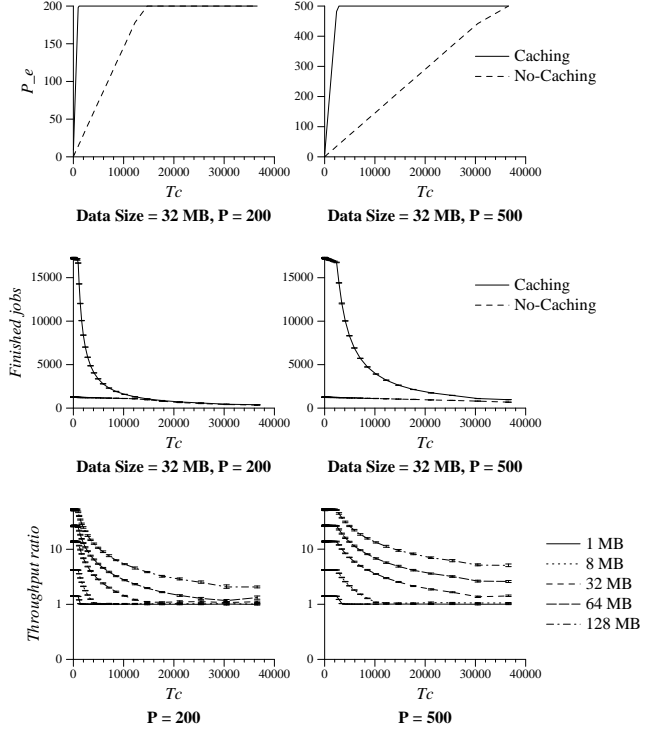 200
150
100
50
0
P_e
0 10000 20000 30000 40000
Tc
Data Size = 32 MB, P = 200
500
400
300
200
100
0
0 10000 20000 30000 40000
Tc
Data Size = 32 MB, P = 500
Caching
No-Caching
15000
10000
5000
0
Finished jobs
0 10000 20000 30000 40000
Tc
Data Size = 32 MB, P = 200
15000
10000
5000
0
0 10000 20000 30000 40000
Tc
Data Size = 32 MB, P = 500
Caching
No-Caching
10
1
0
Throughput ratio
0 10000 20000 30000 40000
Tc
P = 200
10
1
0
0 10000 20000 30000 40000
Tc
P = 500
1 MB
8 MB
32 MB
64 MB
128 MB